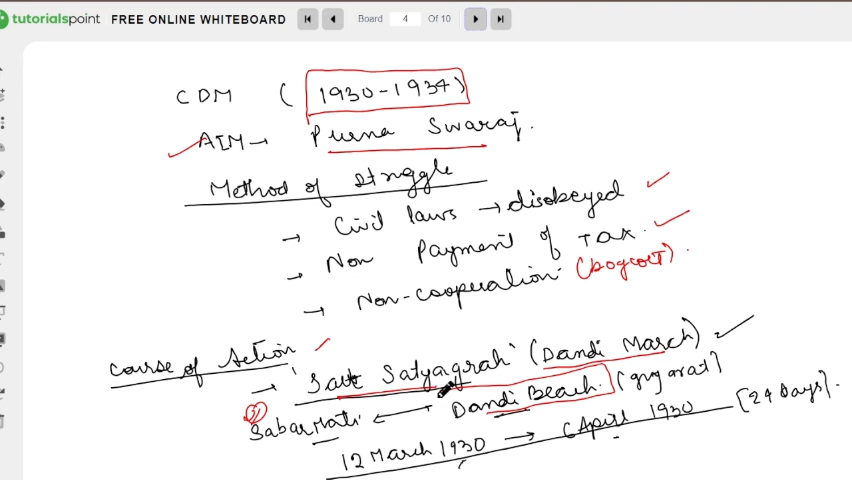 tutorialspoint FREE ONLINE WHITEBOARD Board 4 Of 10
CDM (1930-1934)
AIM → Purna Swaraj.
Method of struggle
→ Civil laws → disobeyed
→ Non Payment of Tax.
→ Non-cooperation (boycott).
Course of Action
→ 'Salt Satyagrah' (Dandi March)
Sabarmati ← Dandi Beach. (gujarat)
12 March 1930 → 6 April 1930 [24 Days].